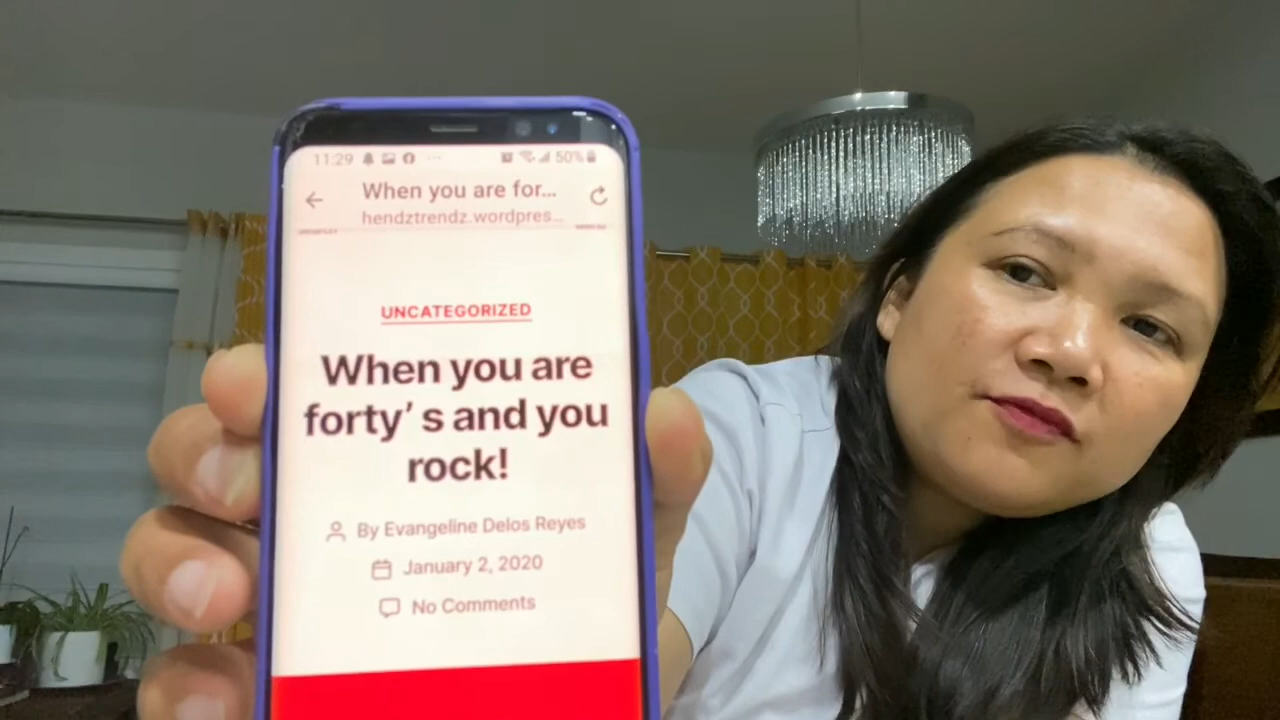 11:29 50%
When you are for...
hendztrendz.wordpres...
UNCATEGORIZED
When you are
forty’ s and you
rock!
By Evangeline Delos Reyes
January 2, 2020
No Comments